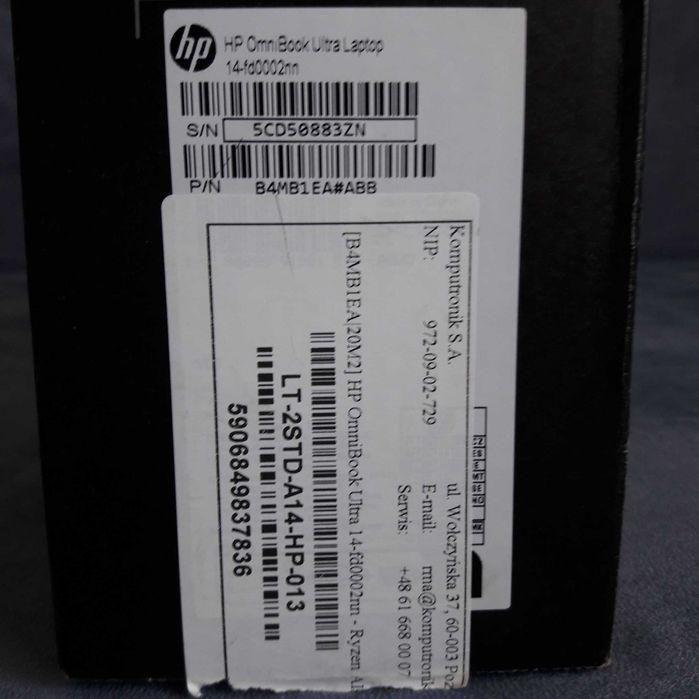 hp
HP OmniBook Ultra Laptop
14-fd0002nn
S/N 5CD50883ZN
P/N B4MB1EA#ABB
Komputronik S.A. ul. Wołczyńska 37, 60-003 Poz
NIP: 972-09-02-729 E-mail: rma@komputronik
Serwis: +48 61 668 00 07
[B4MB1EA|20M2] HP OmniBook Ultra 14-fd0002nn - Ryzen AI
LT-2STD-A14-HP-013
5906849837836